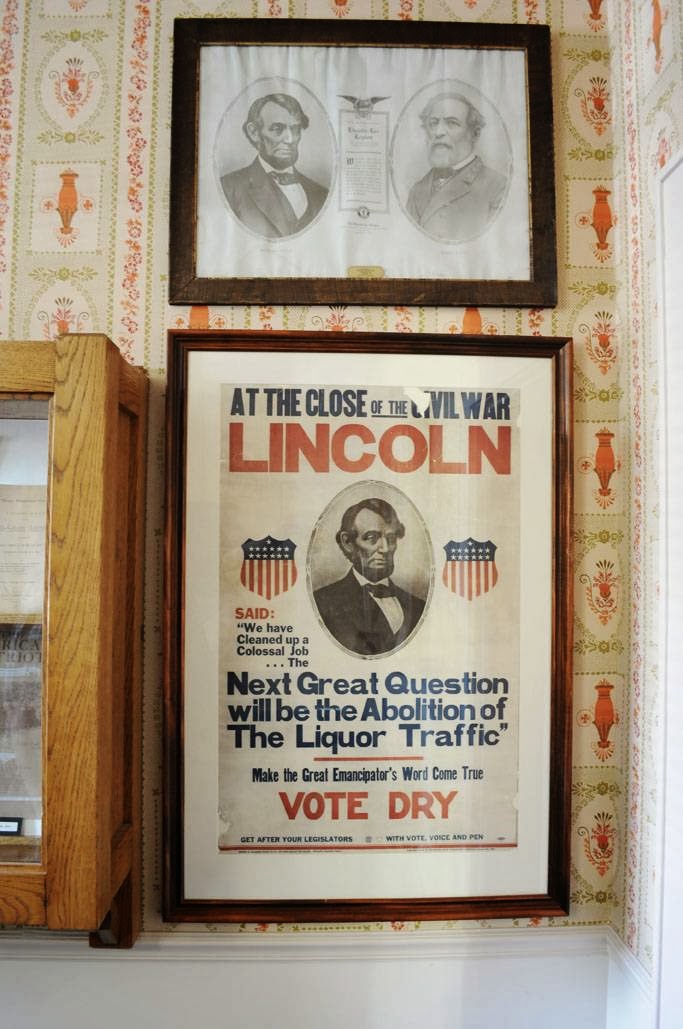 AT THE CLOSE OF THE CIVIL WAR
LINCOLN
SAID:
"We have
Cleaned up a
Colossal Job
. . . The
Next Great Question
will be the Abolition of
The Liquor Traffic"
Make the Great Emancipator's Word Come True
VOTE DRY
GET AFTER YOUR LEGISLATORS WITH VOTE, VOICE AND PEN